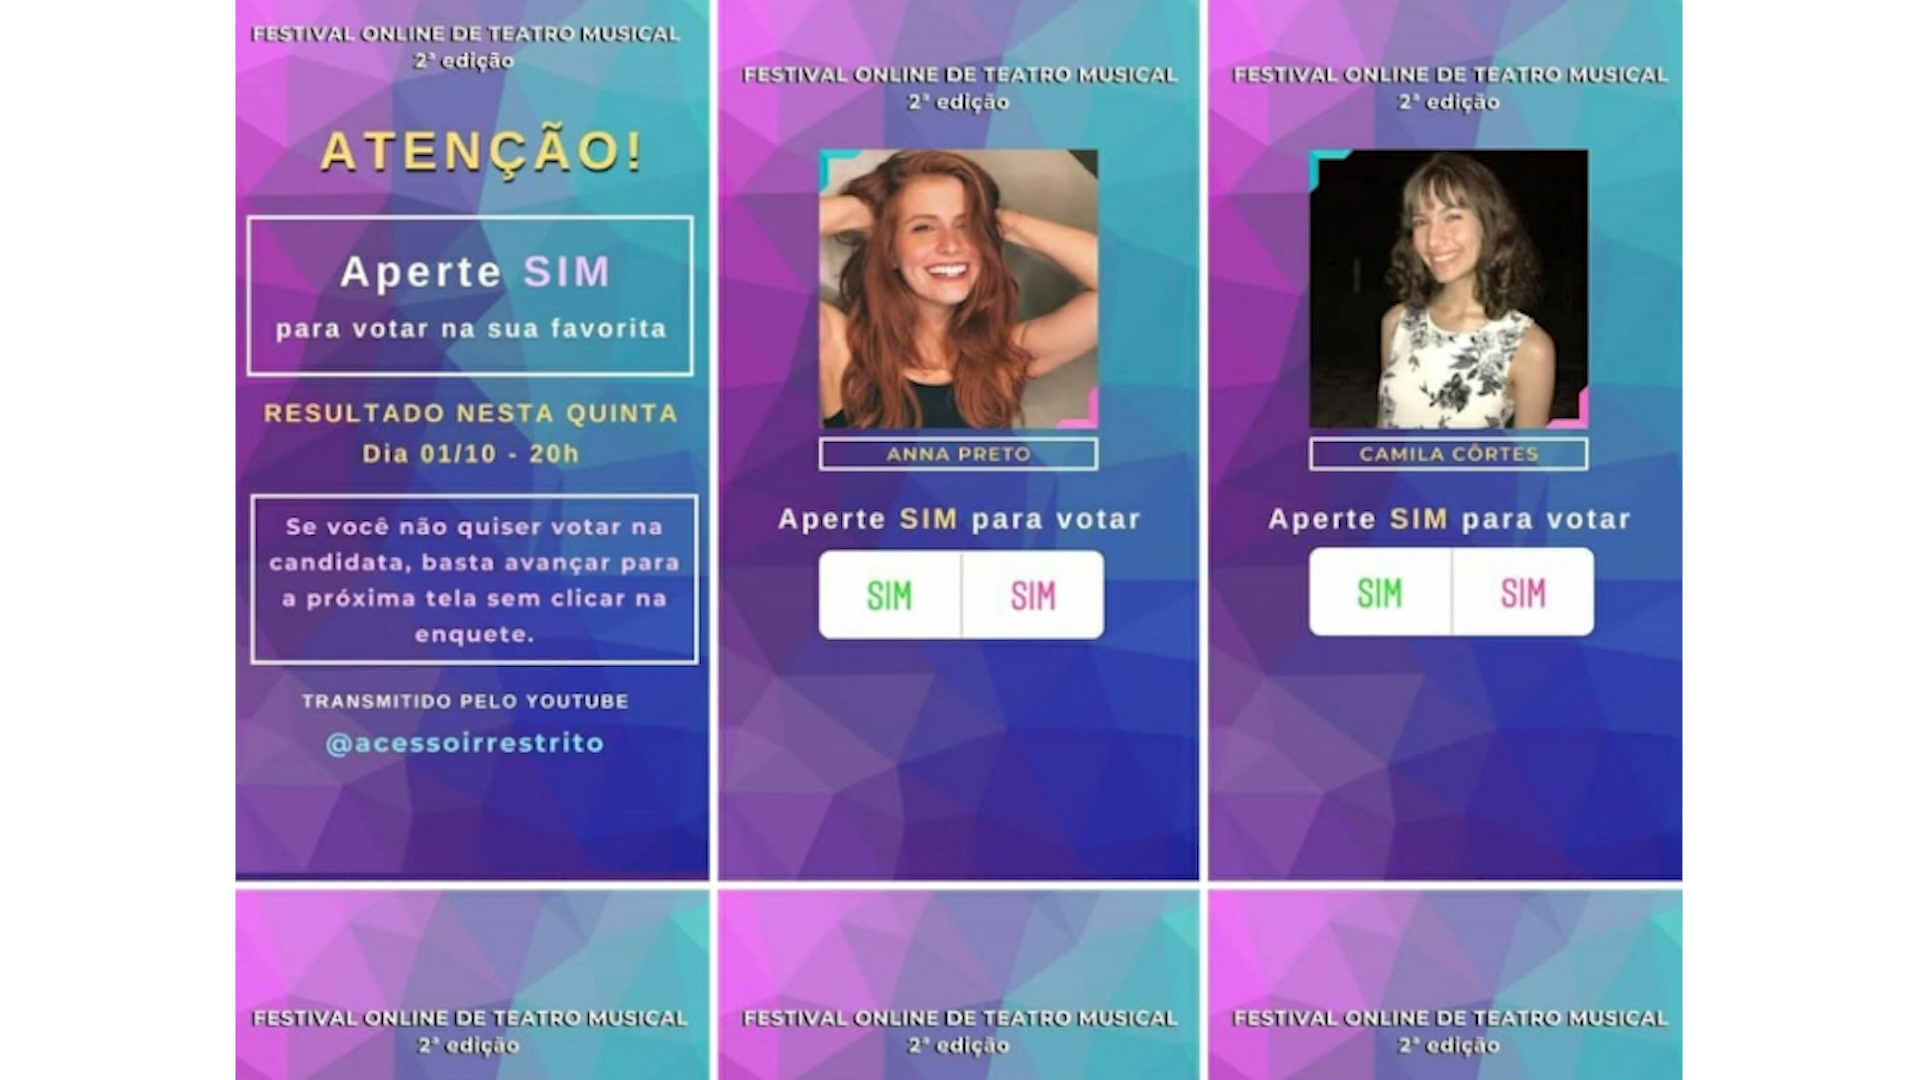 FESTIVAL ONLINE DE TEATRO MUSICAL
2ª edição
ATENÇÃO!
Aperte SIM
para votar na sua favorita
RESULTADO NESTA QUINTA
Dia 01/10 - 20h
Se você não quiser votar na
candidata, basta avançar para
a próxima tela sem clicar na
enquete.
TRANSMITIDO PELO YOUTUBE
@acessoirrestrito
FESTIVAL ONLINE DE TEATRO MUSICAL
2ª edição
ANNA PRETO
Aperte SIM para votar
SIM SIM
FESTIVAL ONLINE DE TEATRO MUSICAL
2ª edição
CAMILA CÔRTES
Aperte SIM para votar
SIM SIM
FESTIVAL ONLINE DE TEATRO MUSICAL
2ª edição
FESTIVAL ONLINE DE TEATRO MUSICAL
2ª edição
FESTIVAL ONLINE DE TEATRO MUSICAL
2ª edição